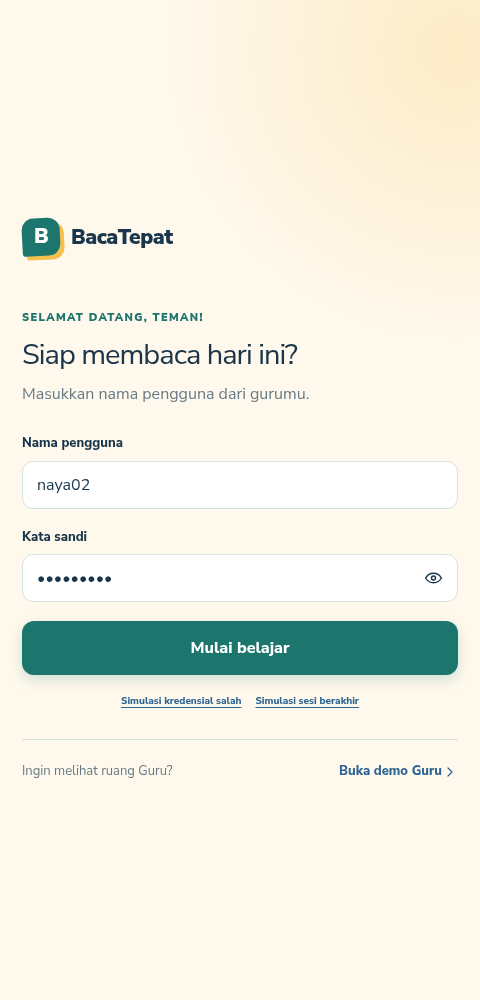 B BacaTepat
SELAMAT DATANG, TEMAN!
Siap membaca hari ini?
Masukkan nama pengguna dari gurumu.
Nama pengguna
naya02
Kata sandi
•••••••••
Mulai belajar
Simulasi kredensial salah Simulasi sesi berakhir
Ingin melihat ruang Guru? Buka demo Guru